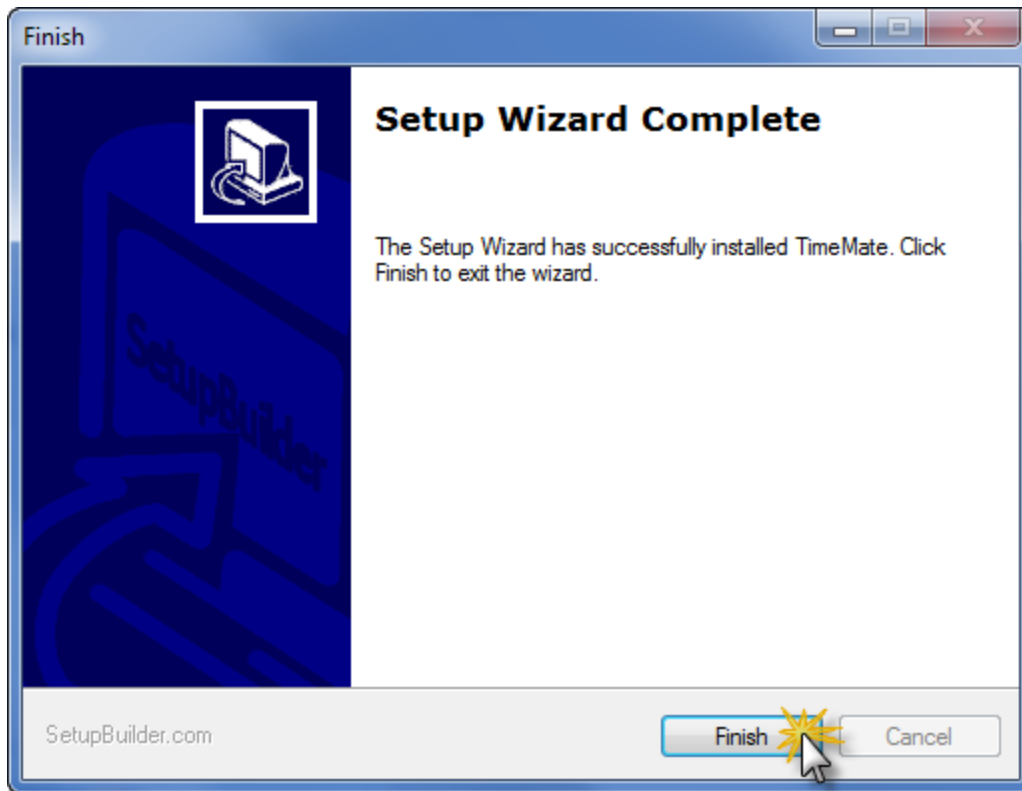 Finish
Setup Wizard Complete
The Setup Wizard has successfully installed TimeMate. Click
Finish to exit the wizard.
SetupBuilder
SetupBuilder.com
Finish
Cancel